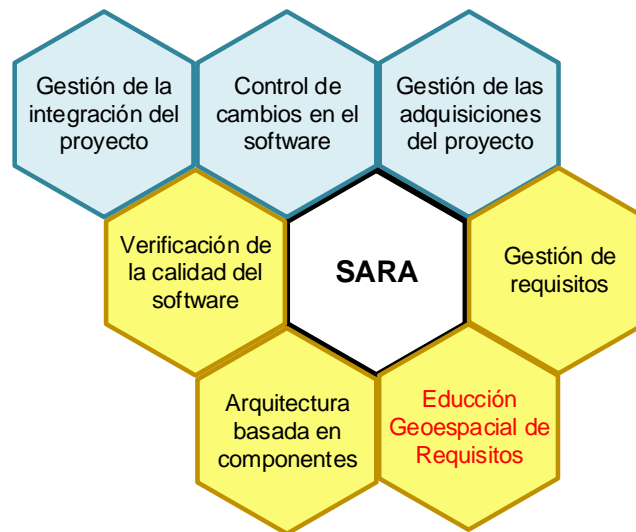 Gestión de la
integración del
proyecto
Control de
cambios en el
software
Gestión de las
adquisiciones
del proyecto
Verificación de
la calidad del
software
SARA
Gestión de
requisitos
Arquitectura
basada en
componentes
Educción
Geoespacial de
Requisitos